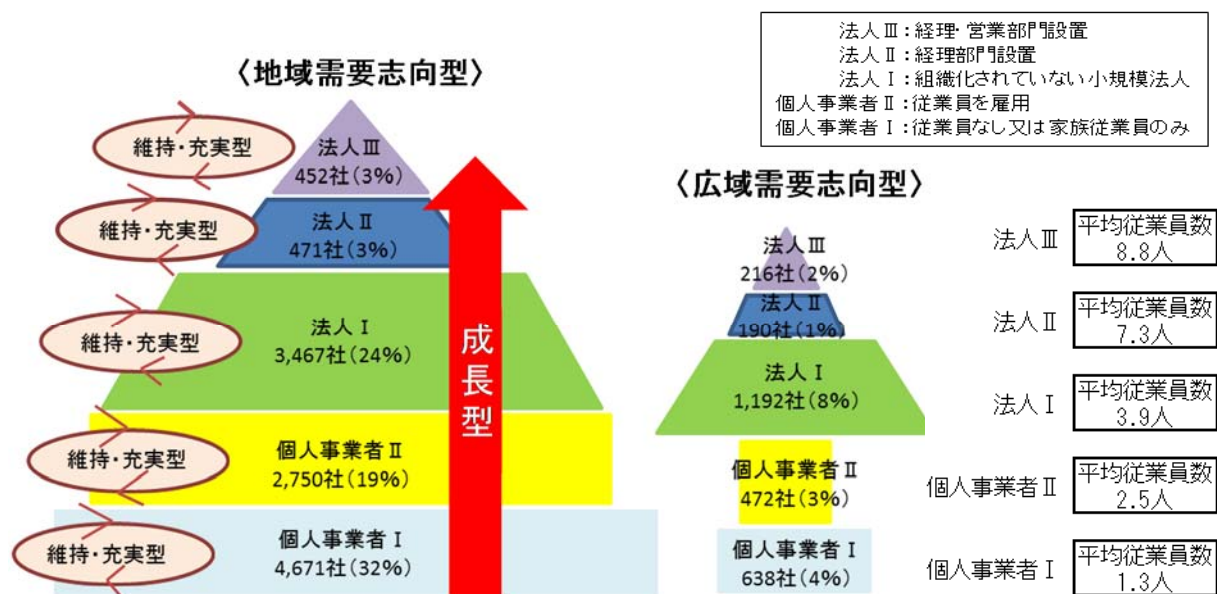 法人Ⅲ：経理・営業部門設置
法人Ⅱ：経理部門設置
法人Ⅰ：組織化されていない小規模法人
個人事業者Ⅱ：従業員を雇用
個人事業者Ⅰ：従業員なし又は家族従業員のみ
〈地域需要志向型〉
維持・充実型
法人Ⅲ
452社(3%)
維持・充実型
法人Ⅱ
471社(3%)
維持・充実型
法人Ⅰ
3,467社(24%)
維持・充実型
個人事業者Ⅱ
2,750社(19%)
維持・充実型
個人事業者Ⅰ
4,671社(32%)
成長型
〈広域需要志向型〉
法人Ⅲ
216社(2%)
法人Ⅱ
190社(1%)
法人Ⅰ
1,192社(8%)
個人事業者Ⅱ
472社(3%)
個人事業者Ⅰ
638社(4%)
法人Ⅲ
平均従業員数
8.8人
法人Ⅱ
平均従業員数
7.3人
法人Ⅰ
平均従業員数
3.9人
個人事業者Ⅱ
平均従業員数
2.5人
個人事業者Ⅰ
平均従業員数
1.3人